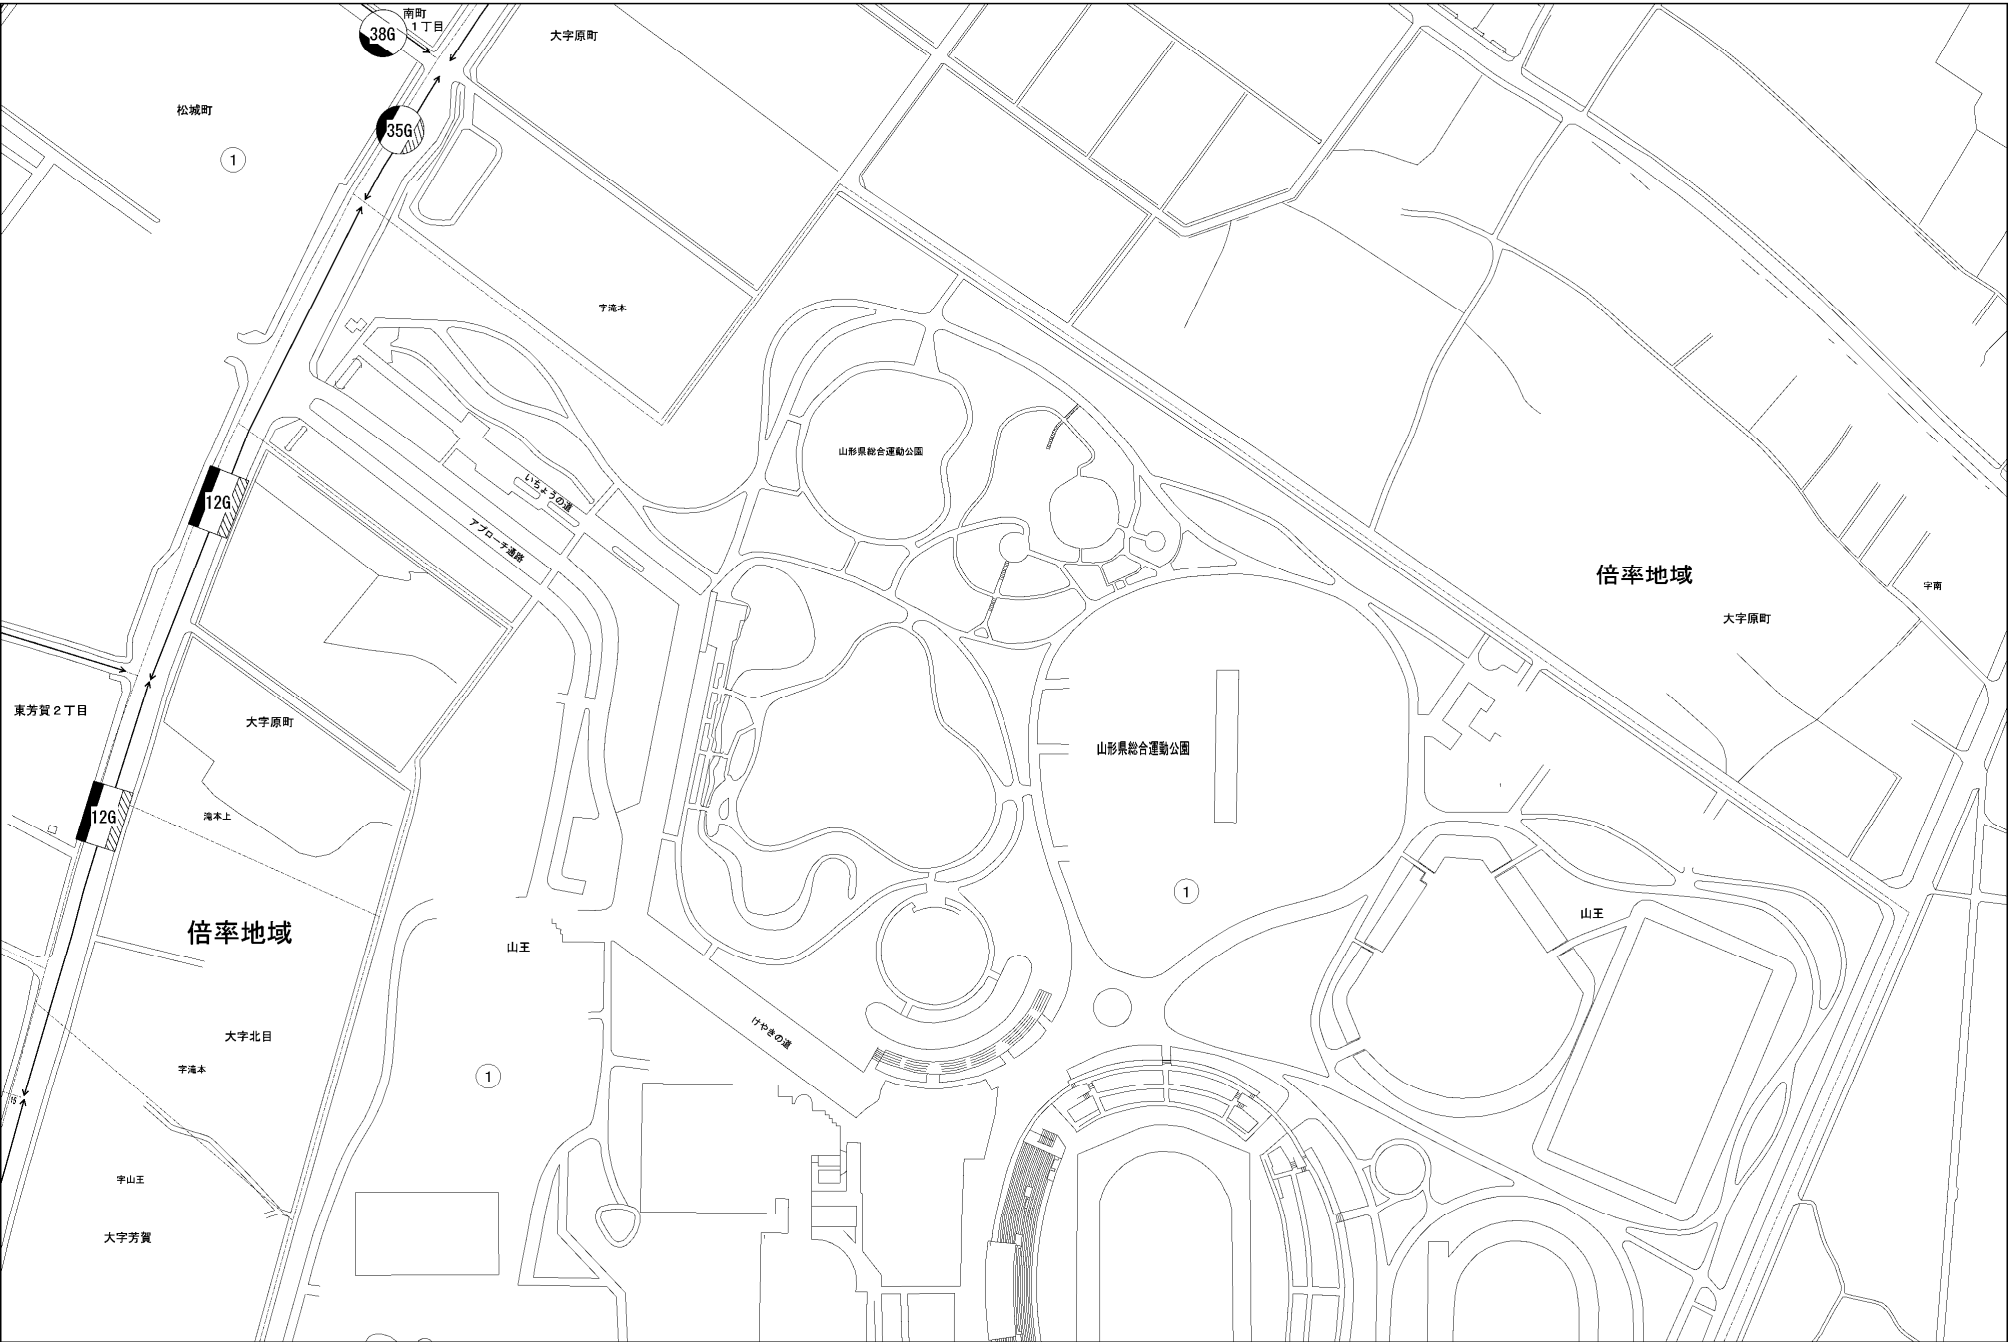 南町
１丁目
38G
大字原町
松城町
35G
1
字滝本
山形県総合運動公園
いちょうの道
12G
アプローチ通路
倍率地域
字南
大字原町
東芳賀２丁目
大字原町
山形県総合運動公園
12G
滝本上
1
山王
倍率地域
山王
けやきの道
大字北目
字滝本
1
15
字山王
大字芳賀